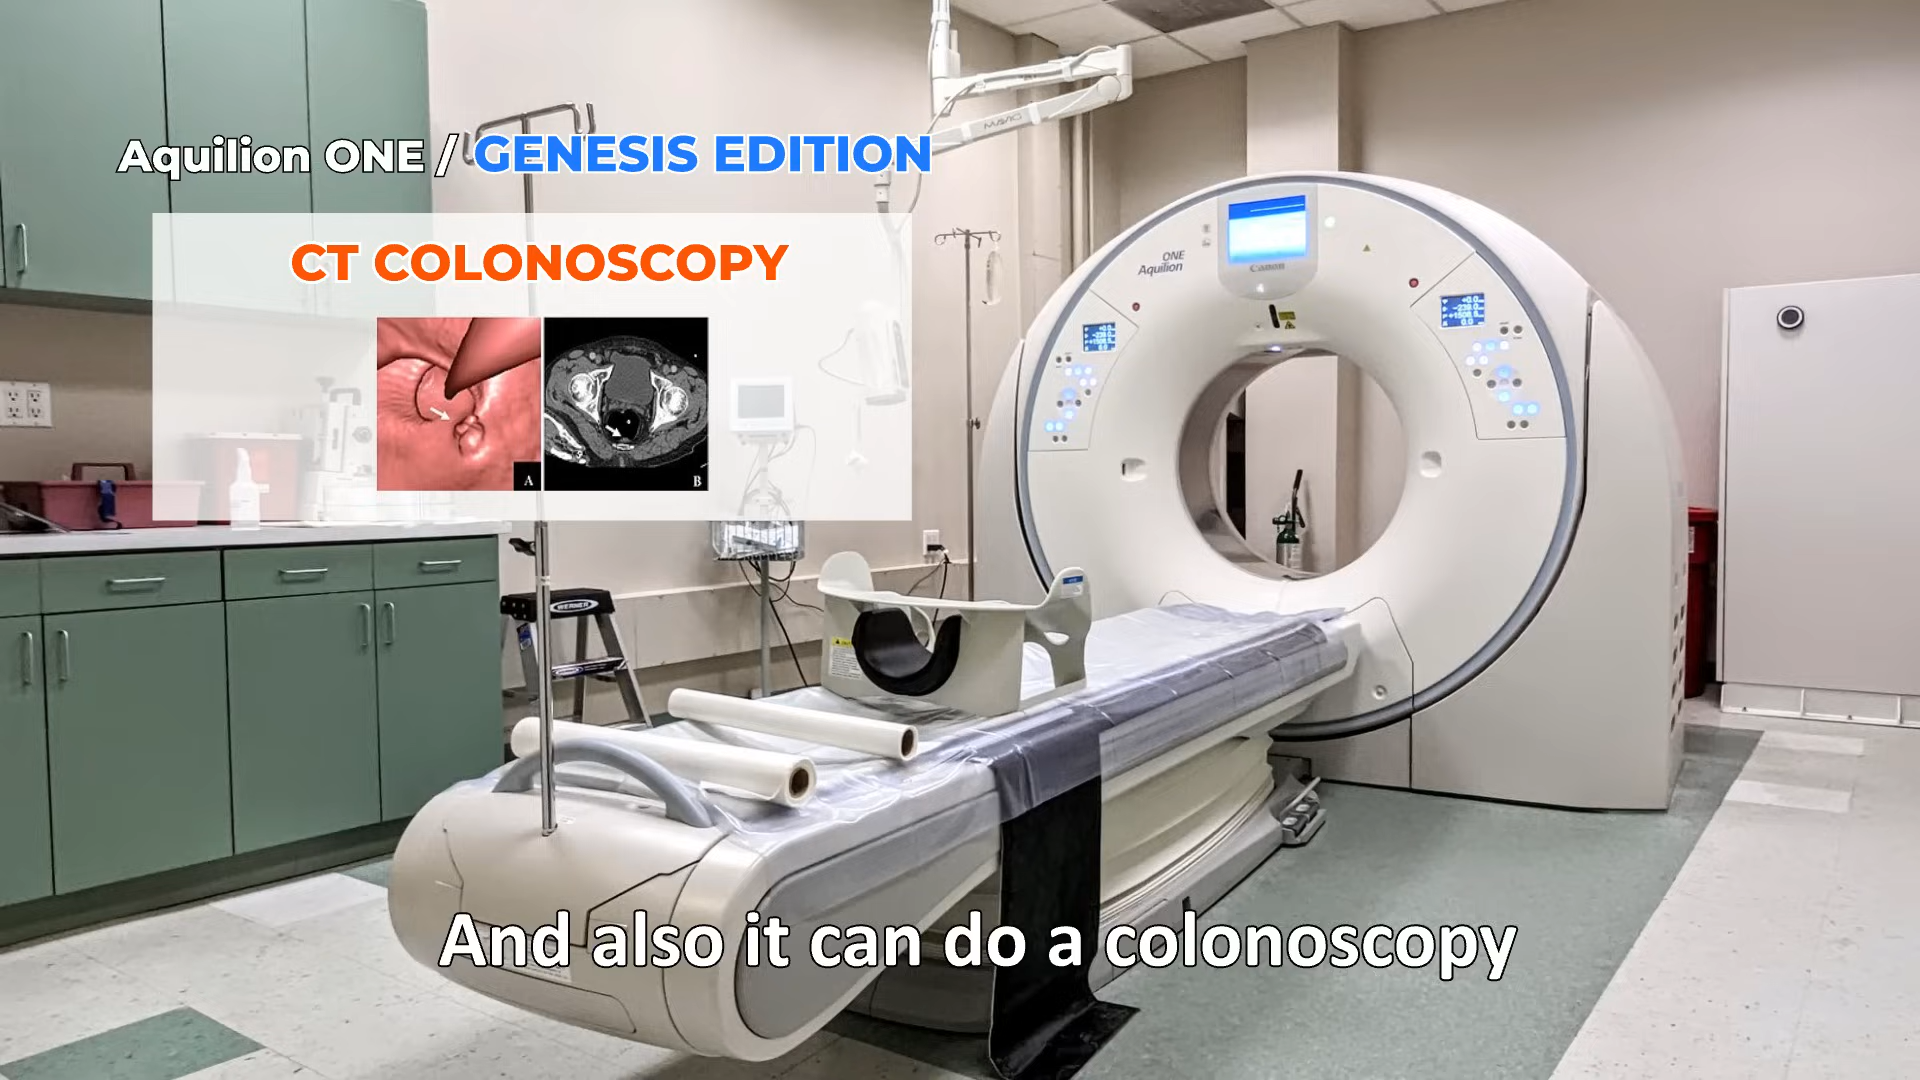 Aquilion ONE / GENESIS EDITION
CT COLONOSCOPY
A
B
ONE
Aquilion
Canon
WERNER
And also it can do a colonoscopy